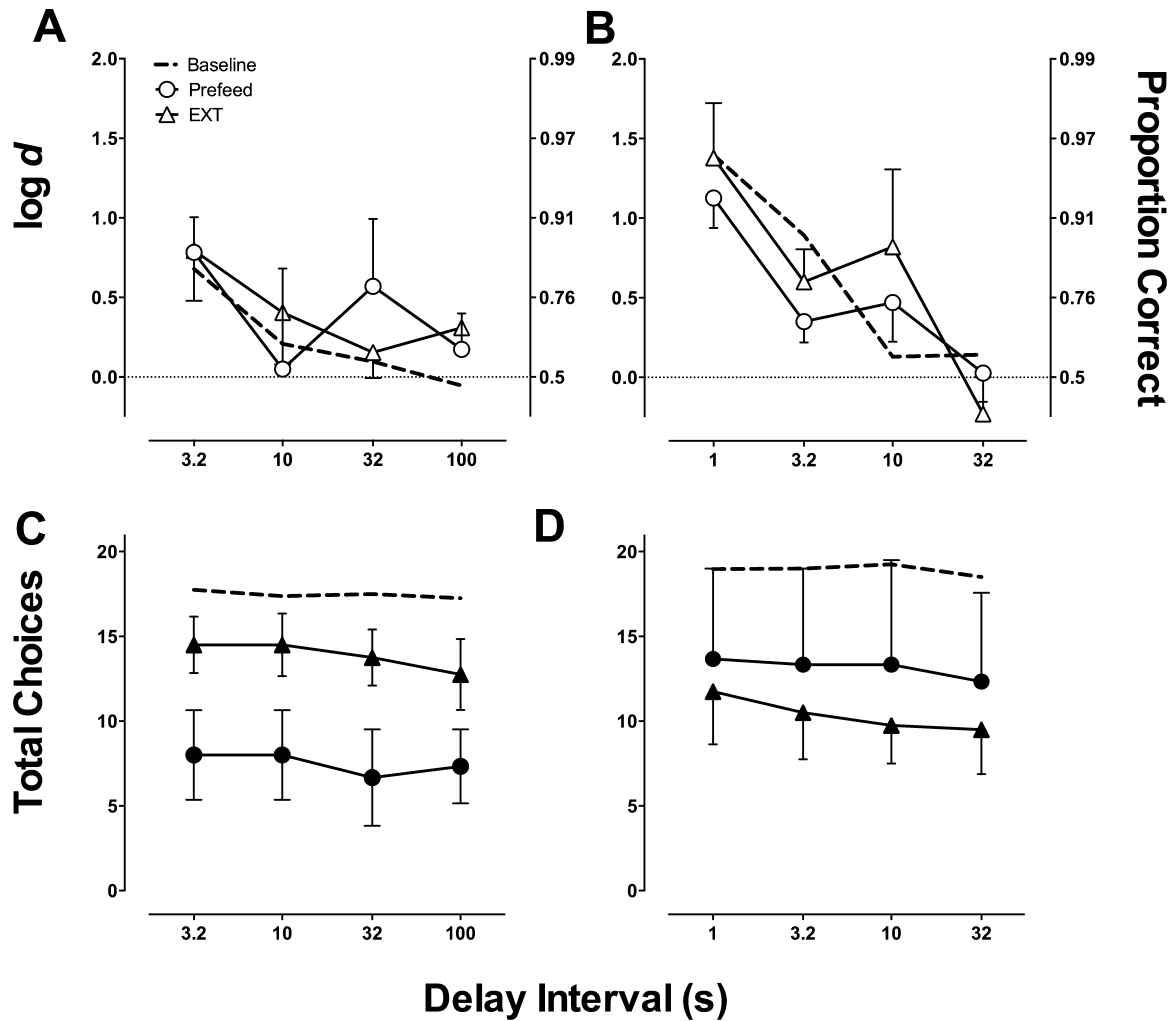 A
B
2.0
1.5
1.0
0.5
0.0
log d
Baseline
Prefeed
EXT
0.99
0.97
0.91
0.76
0.5
3.2 10 32 100
2.0
1.5
1.0
0.5
0.0
0.99
0.97
0.91
0.76
0.5
Proportion Correct
1 3.2 10 32
C
D
Total Choices
20
15
10
5
0
3.2 10 32 100
20
15
10
5
0
1 3.2 10 32
Delay Interval (s)